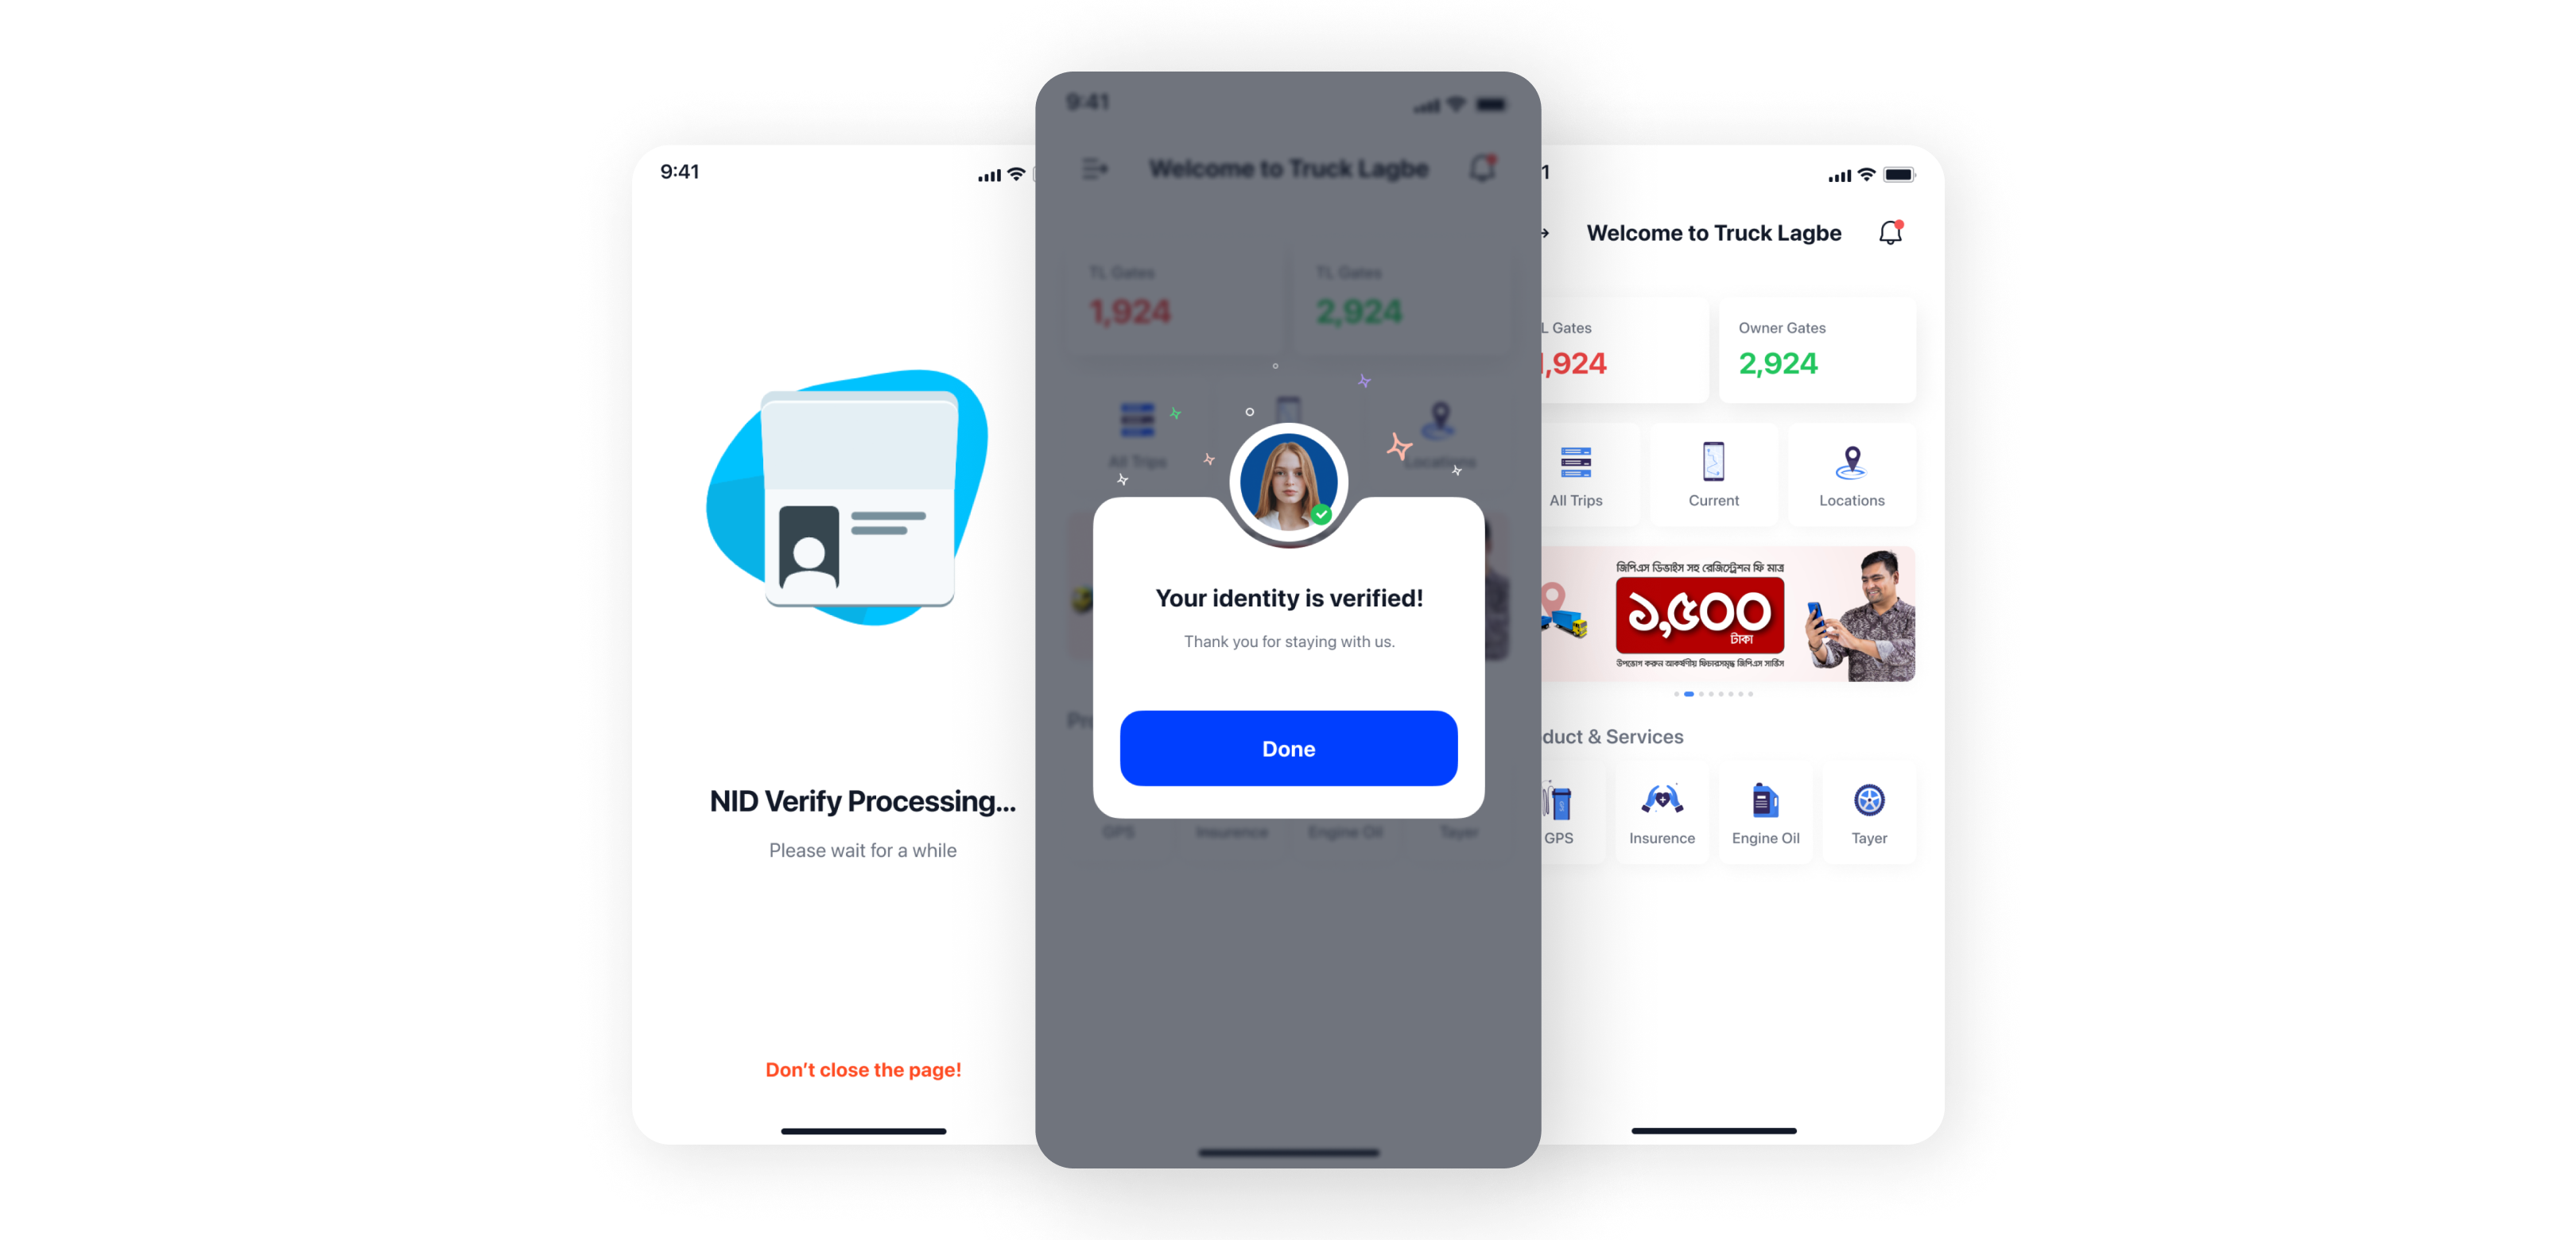 9:41
NID Verify Processing...
Please wait for a while
Don't close the page!
9:41
Welcome to Truck Lagbe
TL Gates
TL Gates
1,924
2,924
All Trips
Locations
Your identity is verified!
Thank you for staying with us.
Done
GPS
Insurence
Engine Oil
Tayer
1
Welcome to Truck Lagbe
L Gates
Owner Gates
1,924
2,924
All Trips
Current
Locations
জিপিএস ডিভাইস সহ রেজিস্ট্রেশন ফি মাত্র
১,৫০০
টাকা
উপভোগ করুন আকর্ষণীয় ফিচারসমৃদ্ধ জিপিএস সার্ভিস
duct & Services
GPS
Insurence
Engine Oil
Tayer